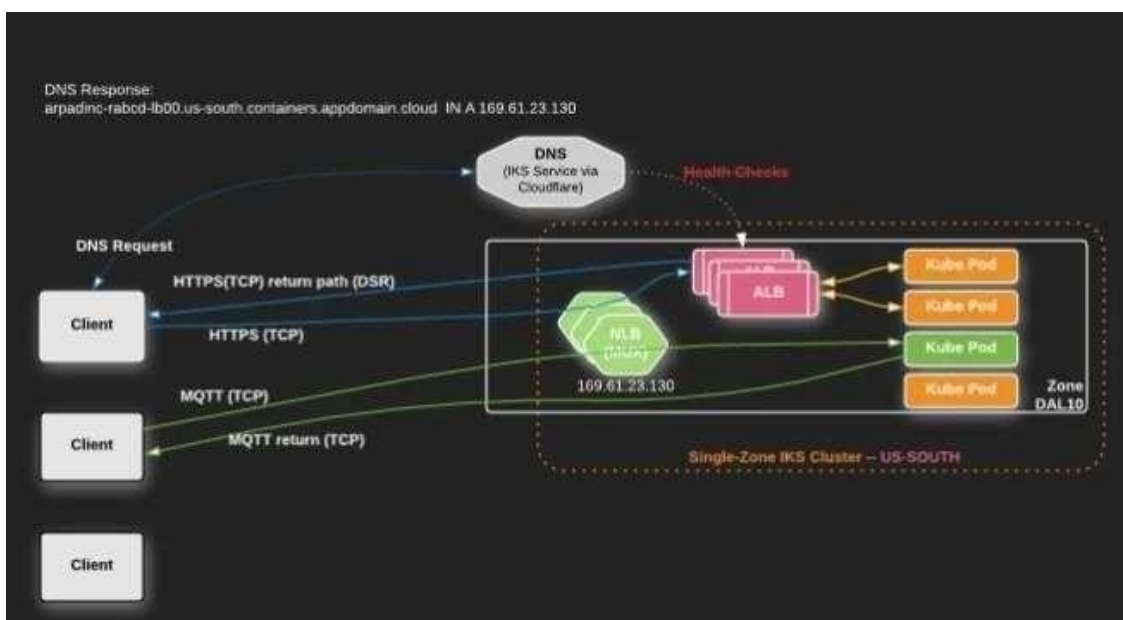 DNS Response:
arpadinc-rabcd-lb00.us-south.containers.appdomain.cloud IN A 169.61.23.130
DNS
(IKS Service via
Cloudflare)
Health Checks
DNS Request
HTTPS(TCP) return path (DSR)
Client
HTTPS (TCP)
ALB
ALB
Kube Pod
Kube Pod
Kube Pod
Kube Pod
NLB
169.61.23.130
Zone
DAL10
MQTT (TCP)
Client
MQTT return (TCP)
Single-Zone IKS Cluster -- US-SOUTH
Client